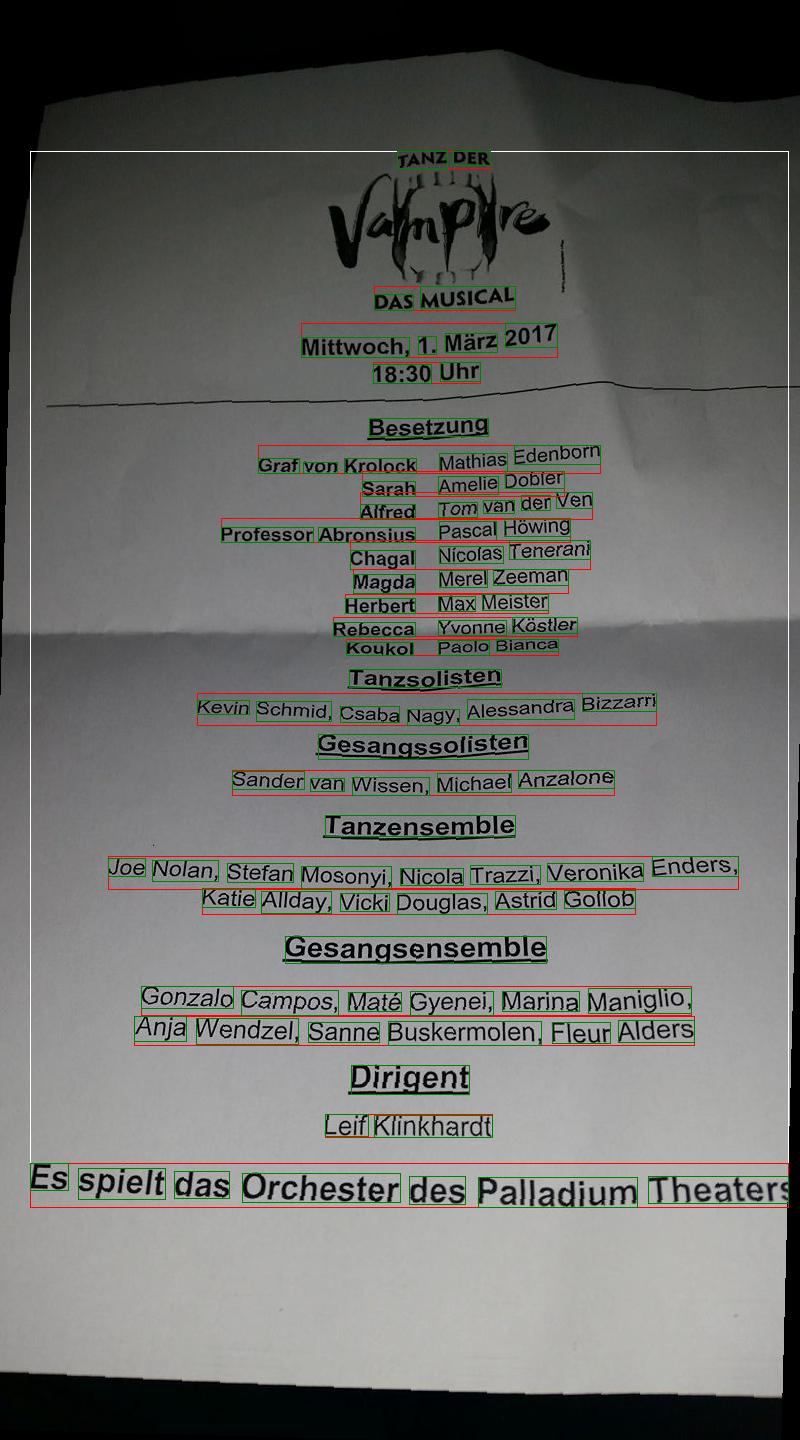 TANZ DER
Vampire
DAS MUSICAL
Mittwoch, 1. März 2017
18:30 Uhr
Besetzung
Graf von Krolock Mathias Edenborn
Sarah Amelie Dobler
Alfred Tom van der Ven
Professor Abronsius Pascal Höwing
Chagal Nicolas Tenerani
Magda Merel Zeeman
Herbert Max Meister
Rebecca Yvonne Köstler
Koukol Paolo Bianca
Tanzsolisten
Kevin Schmid, Csaba Nagy, Alessandra Bizzarri
Gesangssolisten
Sander van Wissen, Michael Anzalone
Tanzensemble
Joe Nolan, Stefan Mosonyi, Nicola Trazzi, Veronika Enders,
Katie Allday, Vicki Douglas, Astrid Gollob
Gesangsensemble
Gonzalo Campos, Maté Gyenei, Marina Maniglio,
Anja Wendzel, Sanne Buskermolen, Fleur Alders
Dirigent
Leif Klinkhardt
Es spielt das Orchester des Palladium Theaters